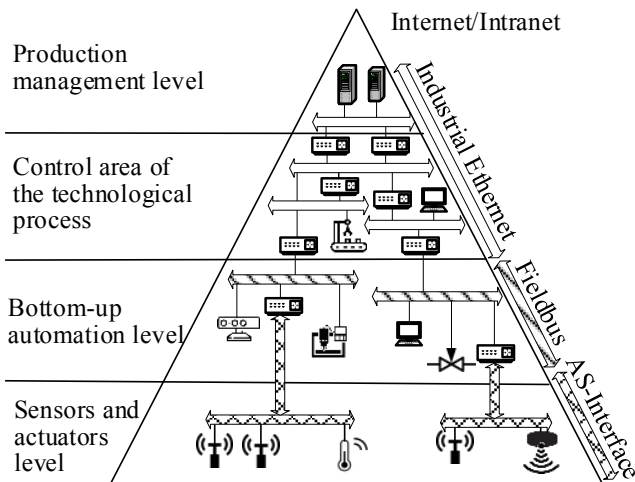 Internet/Intranet
Production
management level
Industrial Ethernet
Control area of
the technological
process
Fieldbus
Bottom-up
automation level
AS-Interface
Sensors and
actuators
level